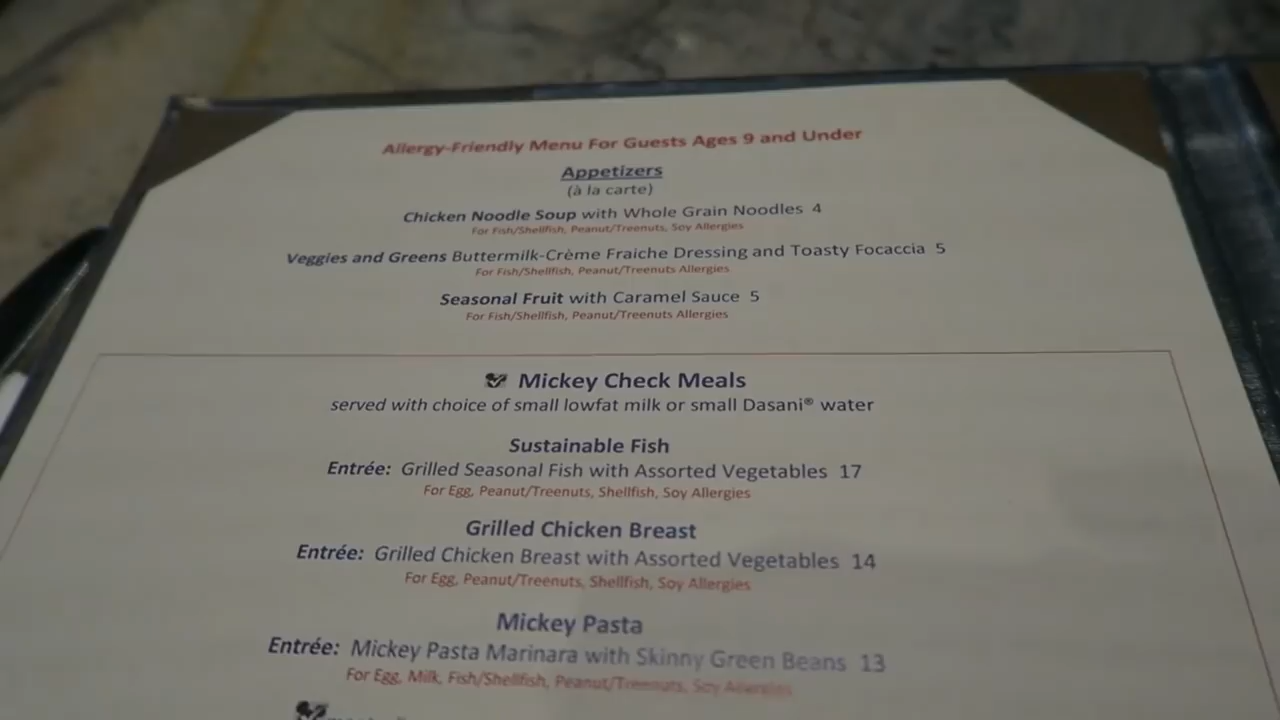 Allergy-Friendly Menu For Guests Ages 9 and Under
Appetizers
(à la carte)
Chicken Noodle Soup with Whole Grain Noodles 4
For Fish/Shellfish, Peanut/Treenuts, Soy Allergies
Veggies and Greens Buttermilk-Crème Fraiche Dressing and Toasty Focaccia 5
For Fish/Shellfish, Peanut/Treenuts Allergies
Seasonal Fruit with Caramel Sauce 5
For Fish/Shellfish, Peanut/Treenuts Allergies
Mickey Check Meals
served with choice of small lowfat milk or small Dasani® water
Sustainable Fish
Entrée: Grilled Seasonal Fish with Assorted Vegetables 17
For Egg, Peanut/Treenuts, Shellfish, Soy Allergies
Grilled Chicken Breast
Entrée: Grilled Chicken Breast with Assorted Vegetables 14
For Egg, Peanut/Treenuts, Shellfish, Soy Allergies
Mickey Pasta
Entrée: Mickey Pasta Marinara with Skinny Green Beans 13
For Egg, Milk, Fish/Shellfish, Peanut/Treenuts, Soy Allergies